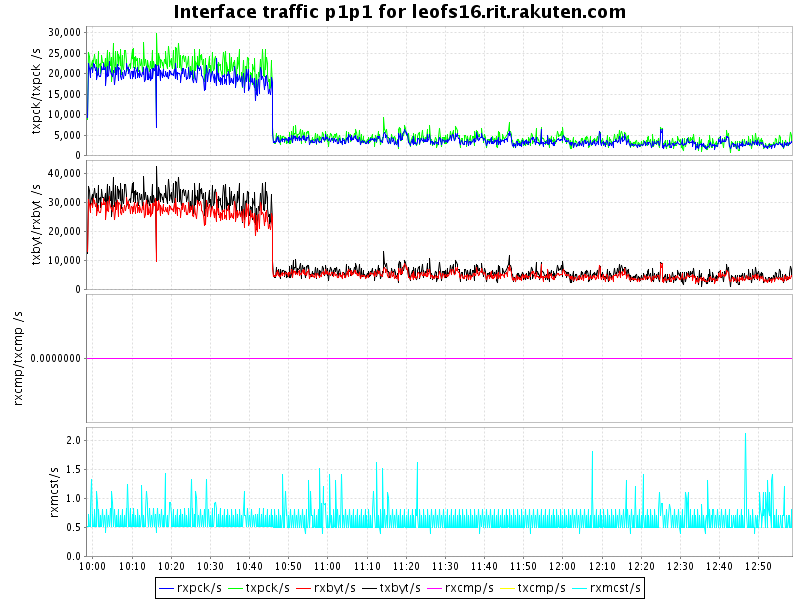 Interface traffic p1p1 for leofs16.rit.rakuten.com
txpck/txpck /s
30,000
25,000
20,000
15,000
10,000
5,000
0
txbyt/rxbyt /s
40,000
30,000
20,000
10,000
0
rxcmp/txcmp /s
0.0000000
rxmcst/s
2.0
1.5
1.0
0.5
0.0
10:00 10:10 10:20 10:30 10:40 10:50 11:00 11:10 11:20 11:30 11:40 11:50 12:00 12:10 12:20 12:30 12:40 12:50
rxpck/s txpck/s rxbyt/s txbyt/s rxcmp/s txcmp/s rxmcst/s